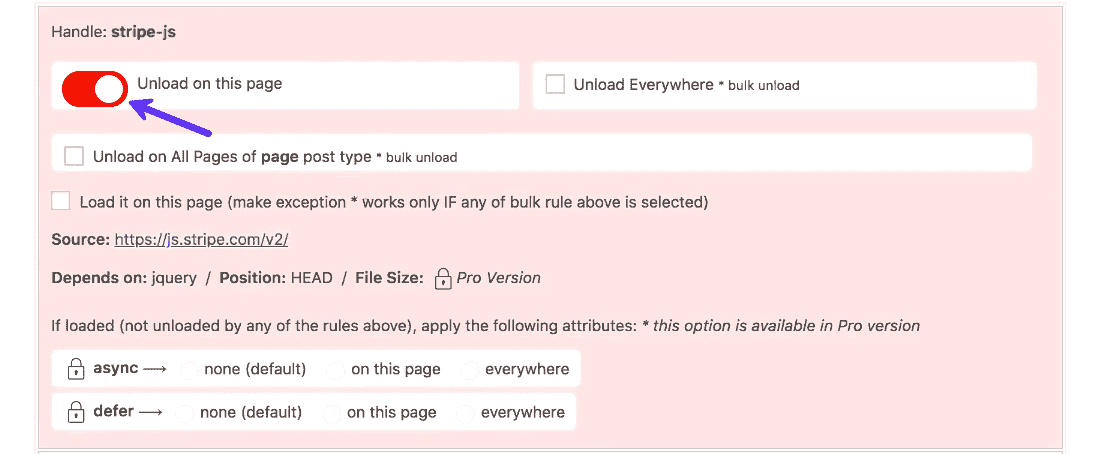 Handle: stripe-js
Unload on this page
Unload Everywhere * bulk unload
Unload on All Pages of page post type * bulk unload
Load it on this page (make exception * works only IF any of bulk rule above is selected)
Source: https://js.stripe.com/v2/
Depends on: jquery / Position: HEAD / File Size: Pro Version
If loaded (not unloaded by any of the rules above), apply the following attributes: * this option is available in Pro version
async ⟶ none (default) on this page everywhere
defer ⟶ none (default) on this page everywhere